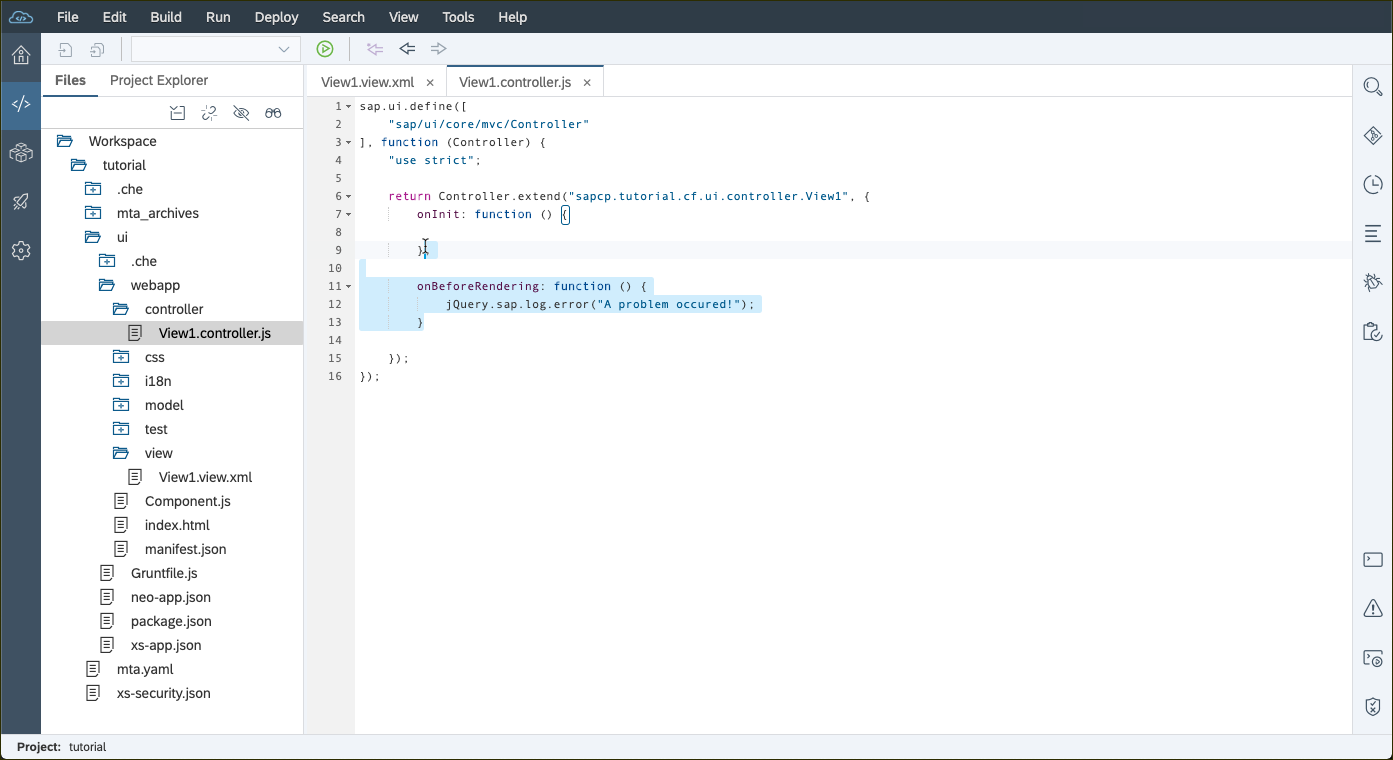 File Edit Build Run Deploy Search View Tools Help
Files Project Explorer
View1.view.xml × View1.controller.js ×
Workspace
tutorial
.che
mta_archives
ui
.che
webapp
controller
View1.controller.js
css
i18n
model
test
view
View1.view.xml
Component.js
index.html
manifest.json
Gruntfile.js
neo-app.json
package.json
xs-app.json
mta.yaml
xs-security.json
1 sap.ui.define([
2 "sap/ui/core/mvc/Controller"
3 ], function (Controller) {
4 "use strict";
5
6 return Controller.extend("sapcp.tutorial.cf.ui.controller.View1", {
7 onInit: function () {
8
9 },
10
11 onBeforeRendering: function () {
12 jQuery.sap.log.error("A problem occured!");
13 }
14
15 });
16 });
Project: tutorial